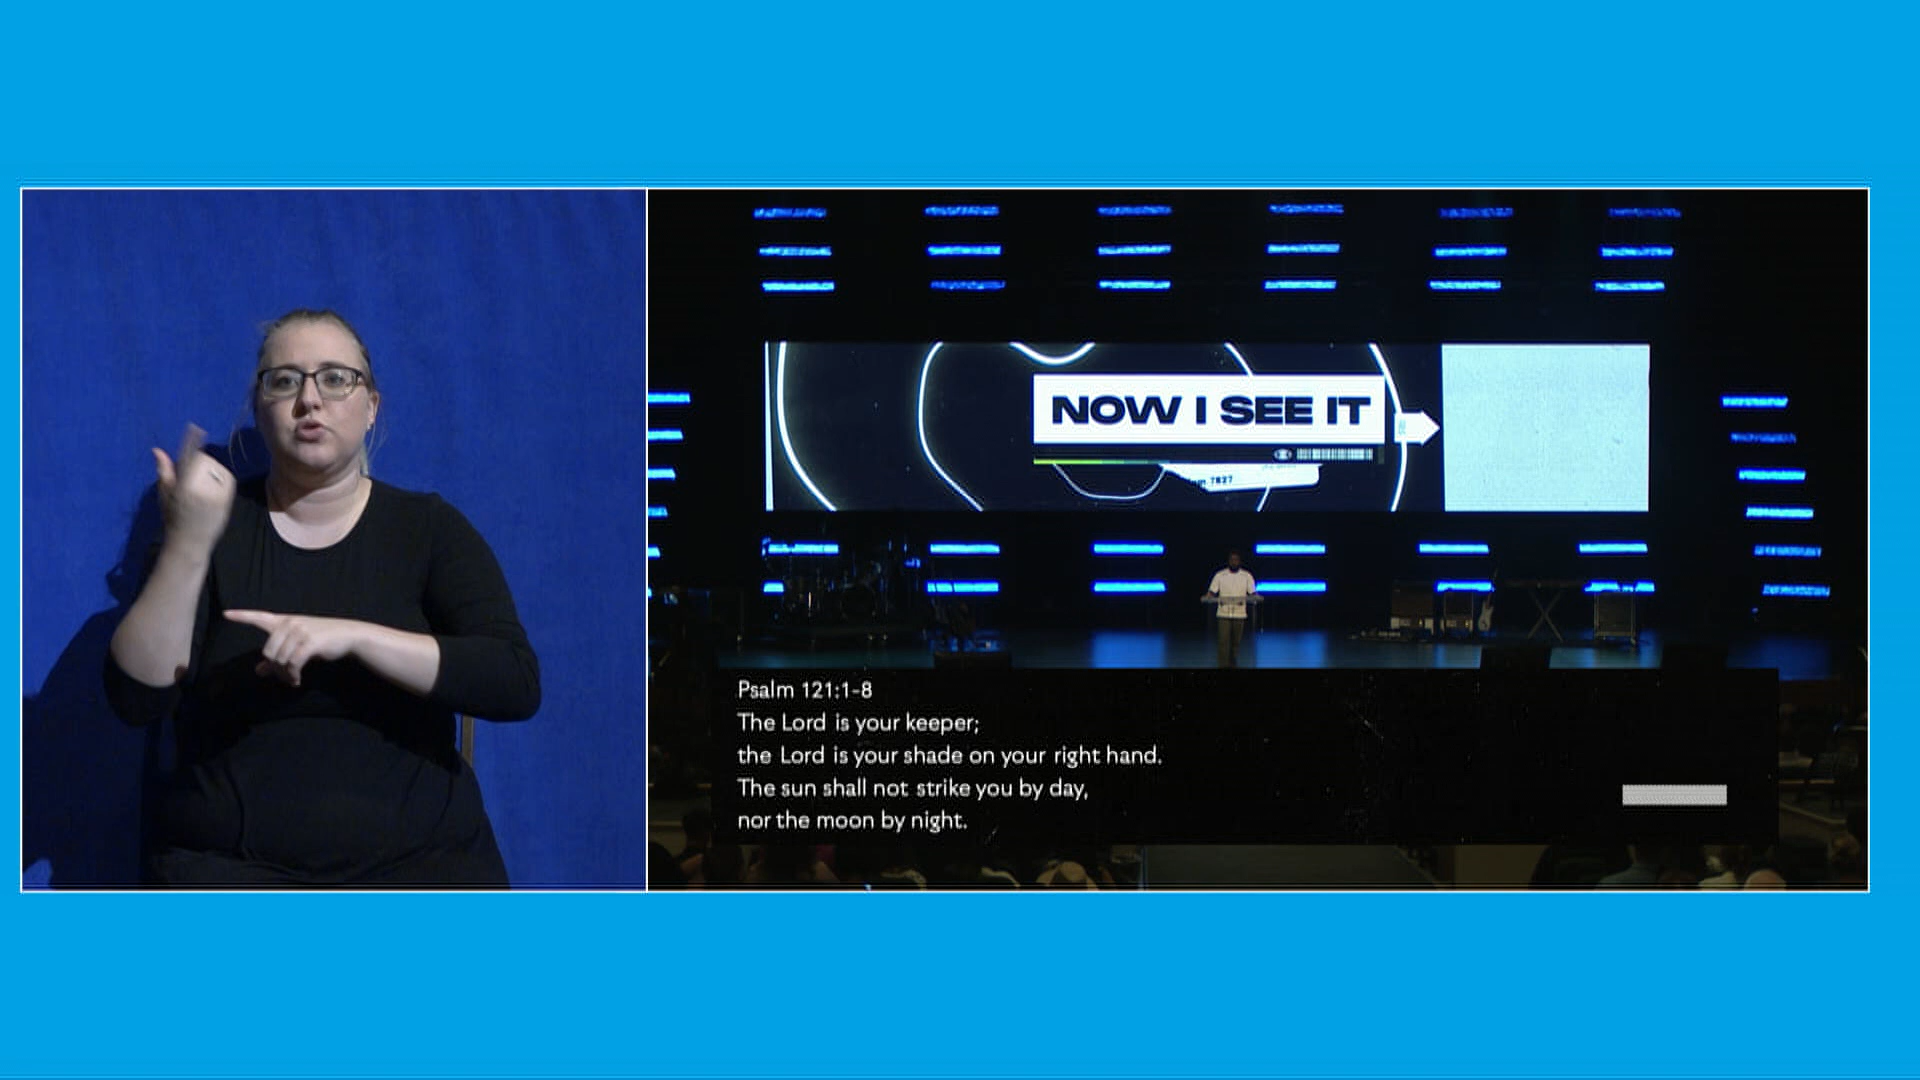 NOW I SEE IT
7827
Psalm 121:1-8
The Lord is your keeper;
the Lord is your shade on your right hand.
The sun shall not strike you by day,
nor the moon by night.